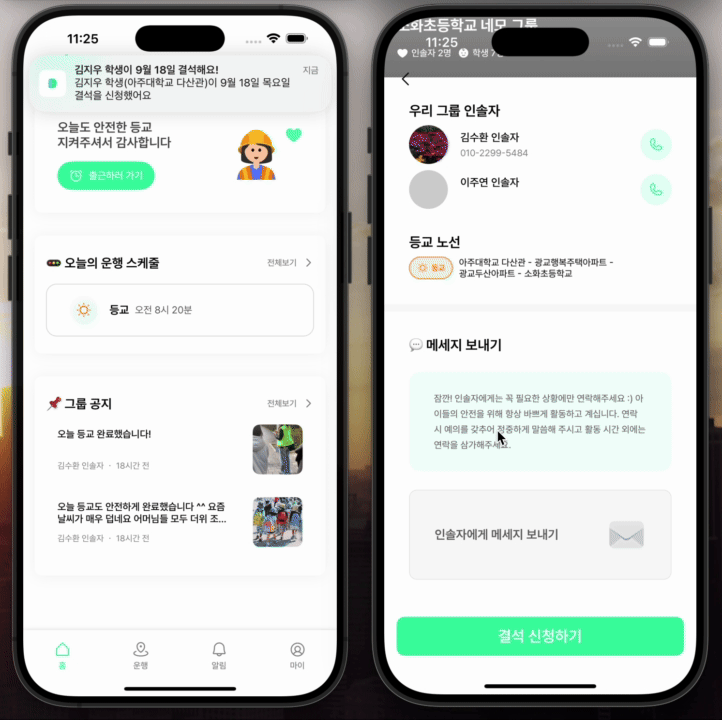 11:25
김지우 학생이 9월 18일 결석해요!
지금
김지우 학생(아주대학교 다산관)이 9월 18일 목요일
결석을 신청했어요
오늘도 안전한 등교
지켜주셔서 감사합니다
출근하러 가기
오늘의 운행 스케줄
전체보기
등교 오전 8시 20분
그룹 공지
전체보기
오늘 등교 완료했습니다!
김수환 인솔자 · 18시간 전
오늘 등교도 안전하게 완료했습니다 ^^ 요즘
날씨가 매우 덥네요 어머님들 모두 더위 조...
김수환 인솔자 · 18시간 전
홈
운행
알림
마이
소화초등학교 네모 그룹
11:25
인솔자 2명 학생
우리 그룹 인솔자
김수환 인솔자
010-2299-5484
이주연 인솔자
등교 노선
등교
아주대학교 다산관 - 광교행복주택아파트 -
광교두산아파트 - 소화초등학교
메세지 보내기
잠깐! 인솔자에게는 꼭 필요한 상황에만 연락해주세요 :) 아
이들의 안전을 위해 항상 바쁘게 활동하고 계십니다. 연락
시 예의를 갖추어 정중하게 말씀해 주시고 활동 시간 외에는
연락을 삼가해주세요.
인솔자에게 메세지 보내기
결석 신청하기